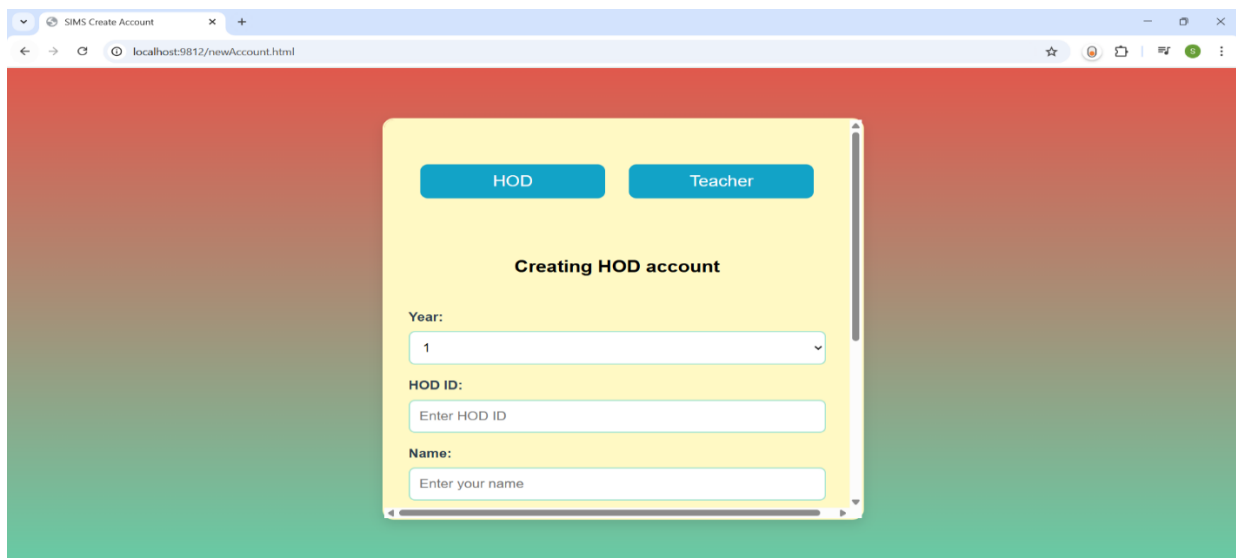 SIMS Create Account
localhost:9812/newAccount.html
S
HOD Teacher
Creating HOD account
Year:
1
HOD ID:
Enter HOD ID
Name:
Enter your name